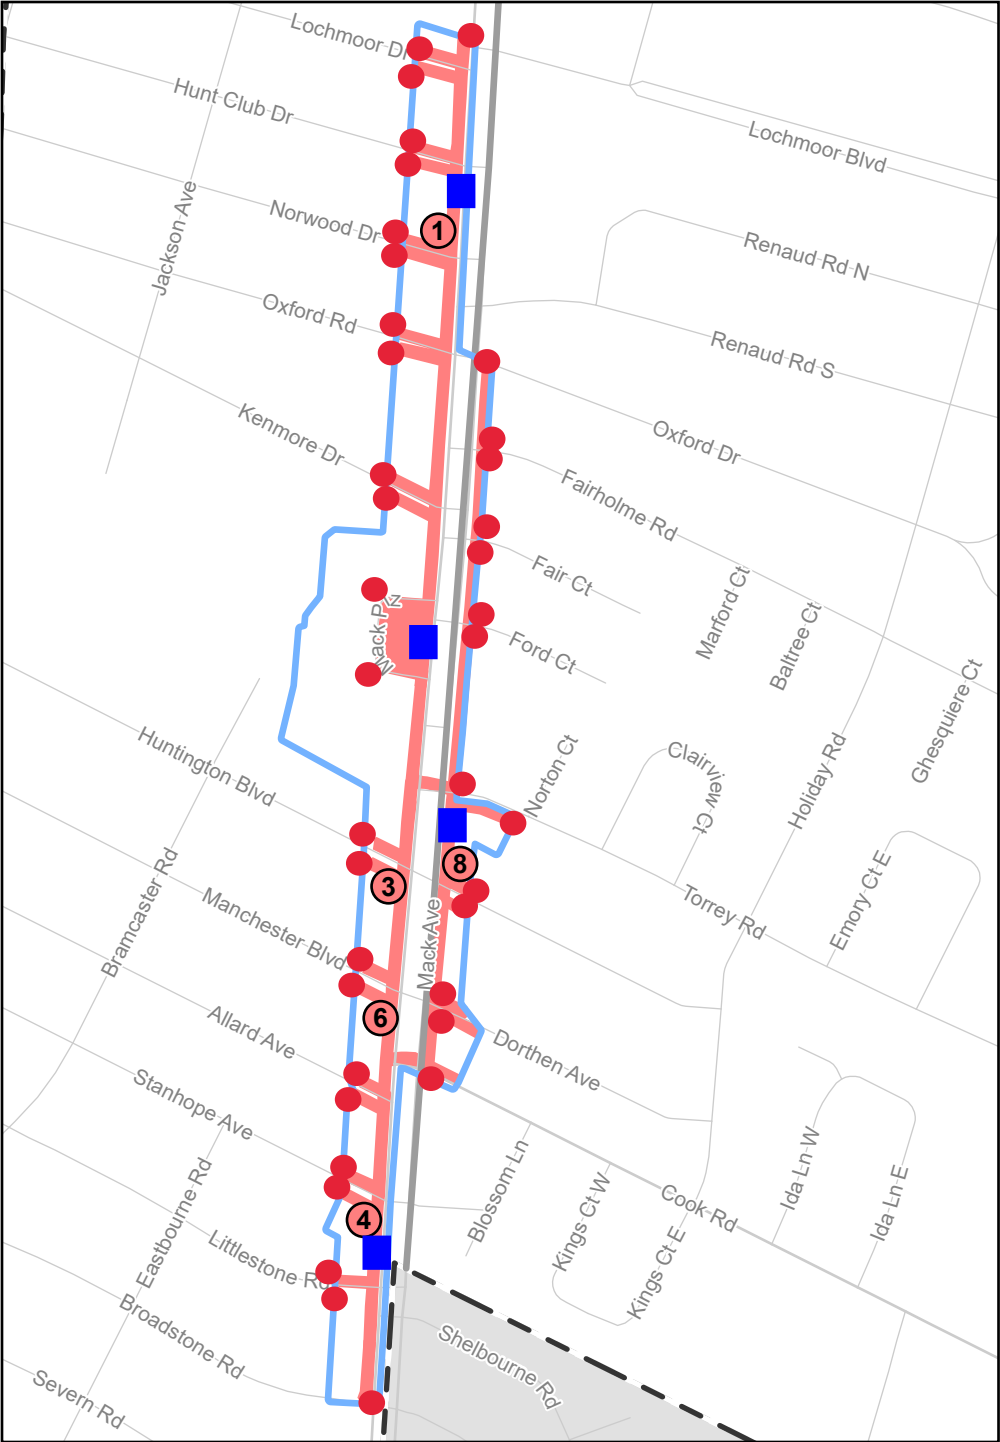 Lochmoor Dr
Hunt Club Dr
Lochmoor Blvd
Jackson Ave
Norwood Dr
1
Renaud Rd N
Oxford Rd
Renaud Rd S
Kenmore Dr
Oxford Dr
Fairholme Rd
Fair Ct
Marford Ct
Baltree Ct
Mack Plz
Ford Ct
Ghesquiere Ct
Huntington Blvd
Norton Ct
Clairview Ct
Holiday Rd
8
3
Bramcaster Rd
Manchester Blvd
Mack Ave
Torrey Rd
Emory Ct E
6
Allard Ave
Dorthen Ave
Stanhope Ave
Eastbourne Rd
Blossom Ln
Kings Ct W
Cook Rd
Ida Ln W
Ida Ln E
4
Littlestone Rd
Kings Ct E
Broadstone Rd
Shelbourne Rd
Severn Rd